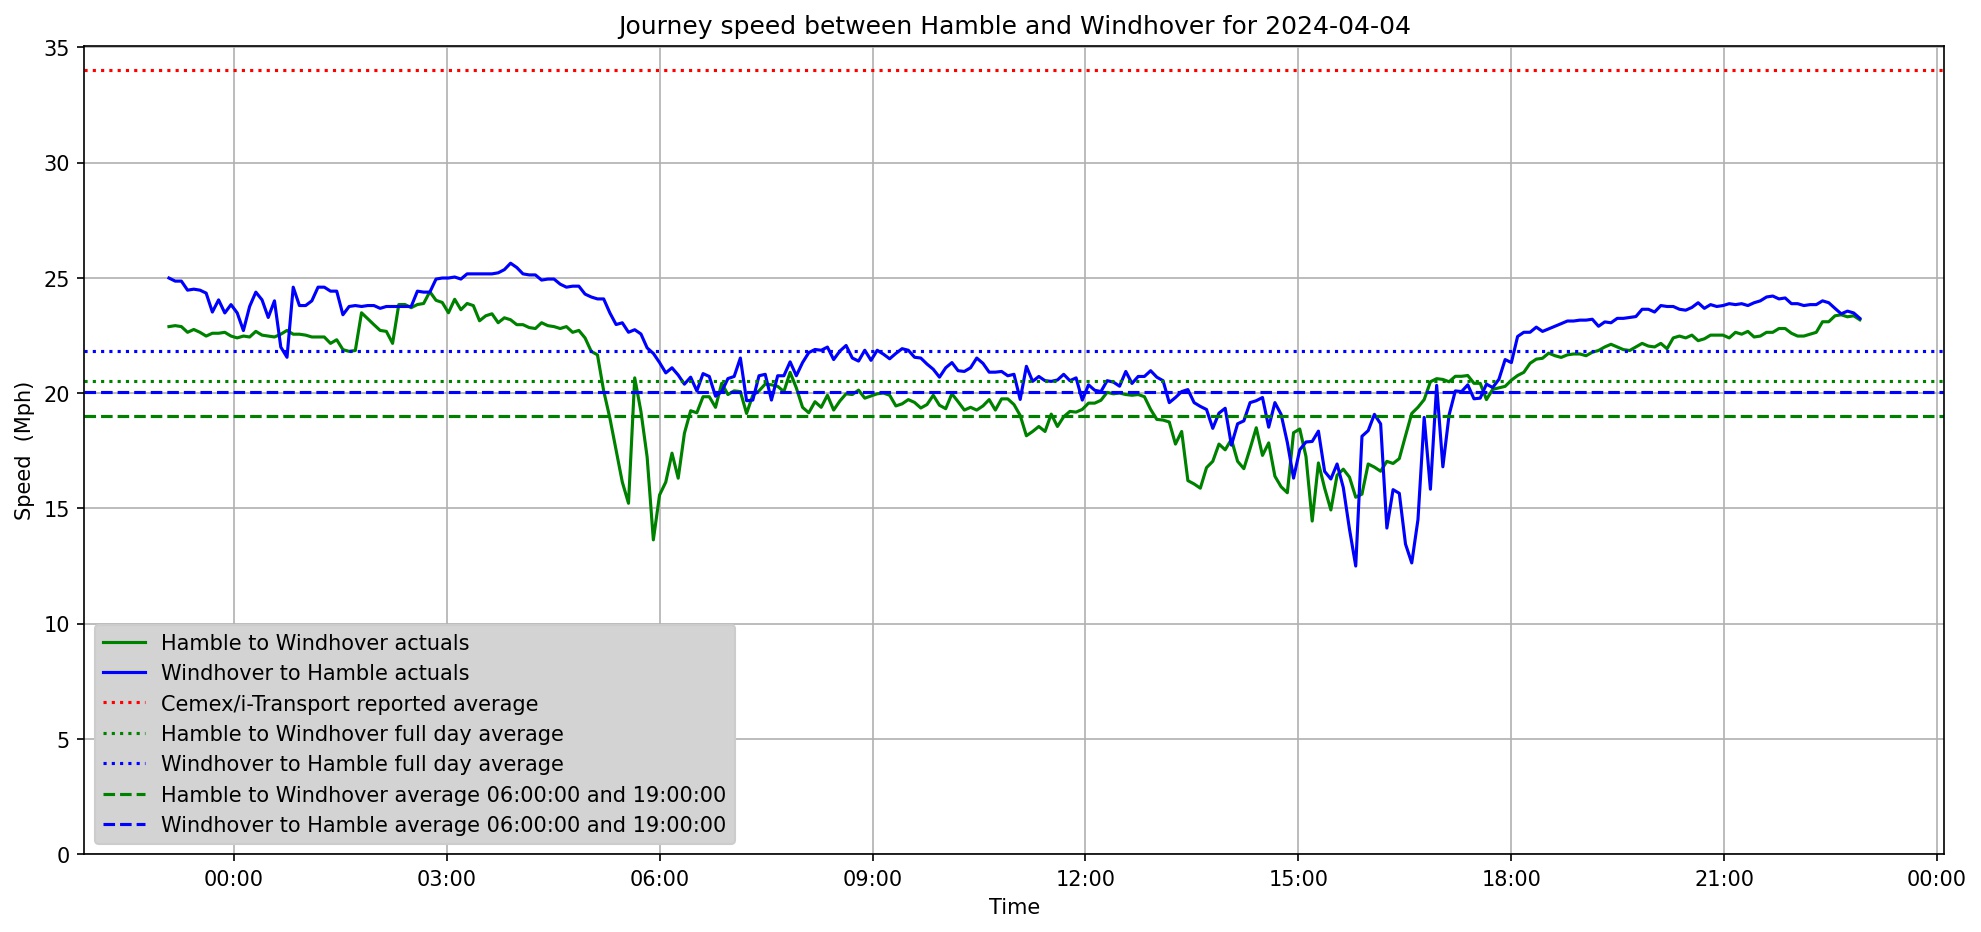 Journey speed between Hamble and Windhover for 2024-04-04
35
30
25
20
15
10
5
0
Speed (Mph)
Hamble to Windhover actuals
Windhover to Hamble actuals
Cemex/i-Transport reported average
Hamble to Windhover full day average
Windhover to Hamble full day average
Hamble to Windhover average 06:00:00 and 19:00:00
Windhover to Hamble average 06:00:00 and 19:00:00
00:00 03:00 06:00 09:00 12:00 15:00 18:00 21:00 00:00
Time